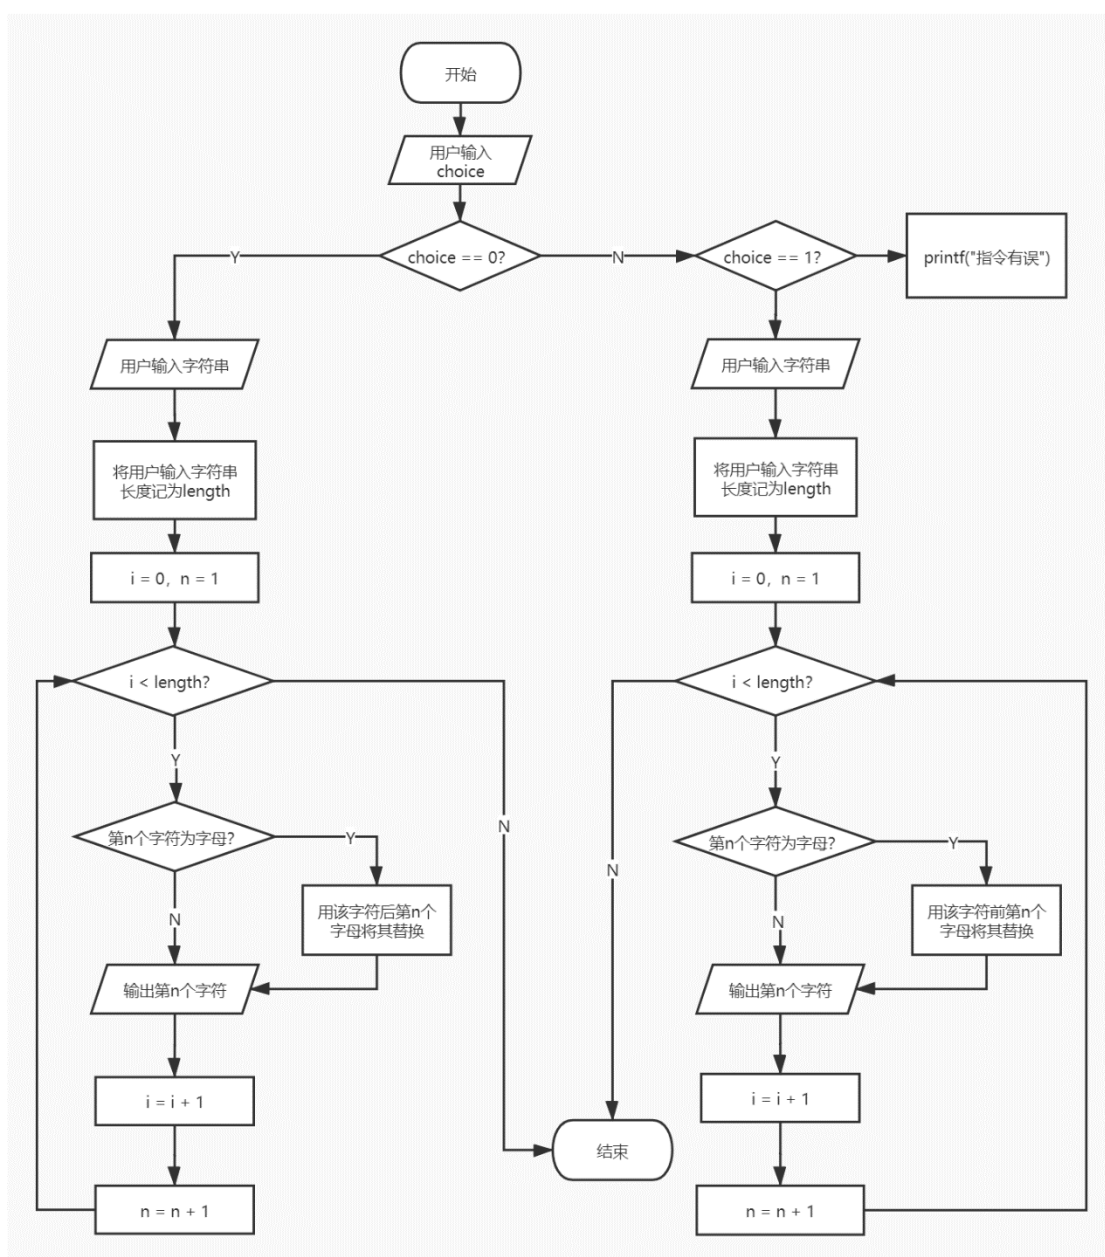 开始
用户输入
choice
choice == 0?
Y
N
choice == 1?
printf("指令有误")
用户输入字符串
将用户输入字符串
长度记为length
i = 0，n = 1
i < length?
Y
N
第n个字符为字母?
Y
N
用该字符后第n个
字母将其替换
输出第n个字符
i = i + 1
n = n + 1
用户输入字符串
将用户输入字符串
长度记为length
i = 0，n = 1
i < length?
Y
N
第n个字符为字母?
Y
N
用该字符前第n个
字母将其替换
输出第n个字符
i = i + 1
n = n + 1
结束